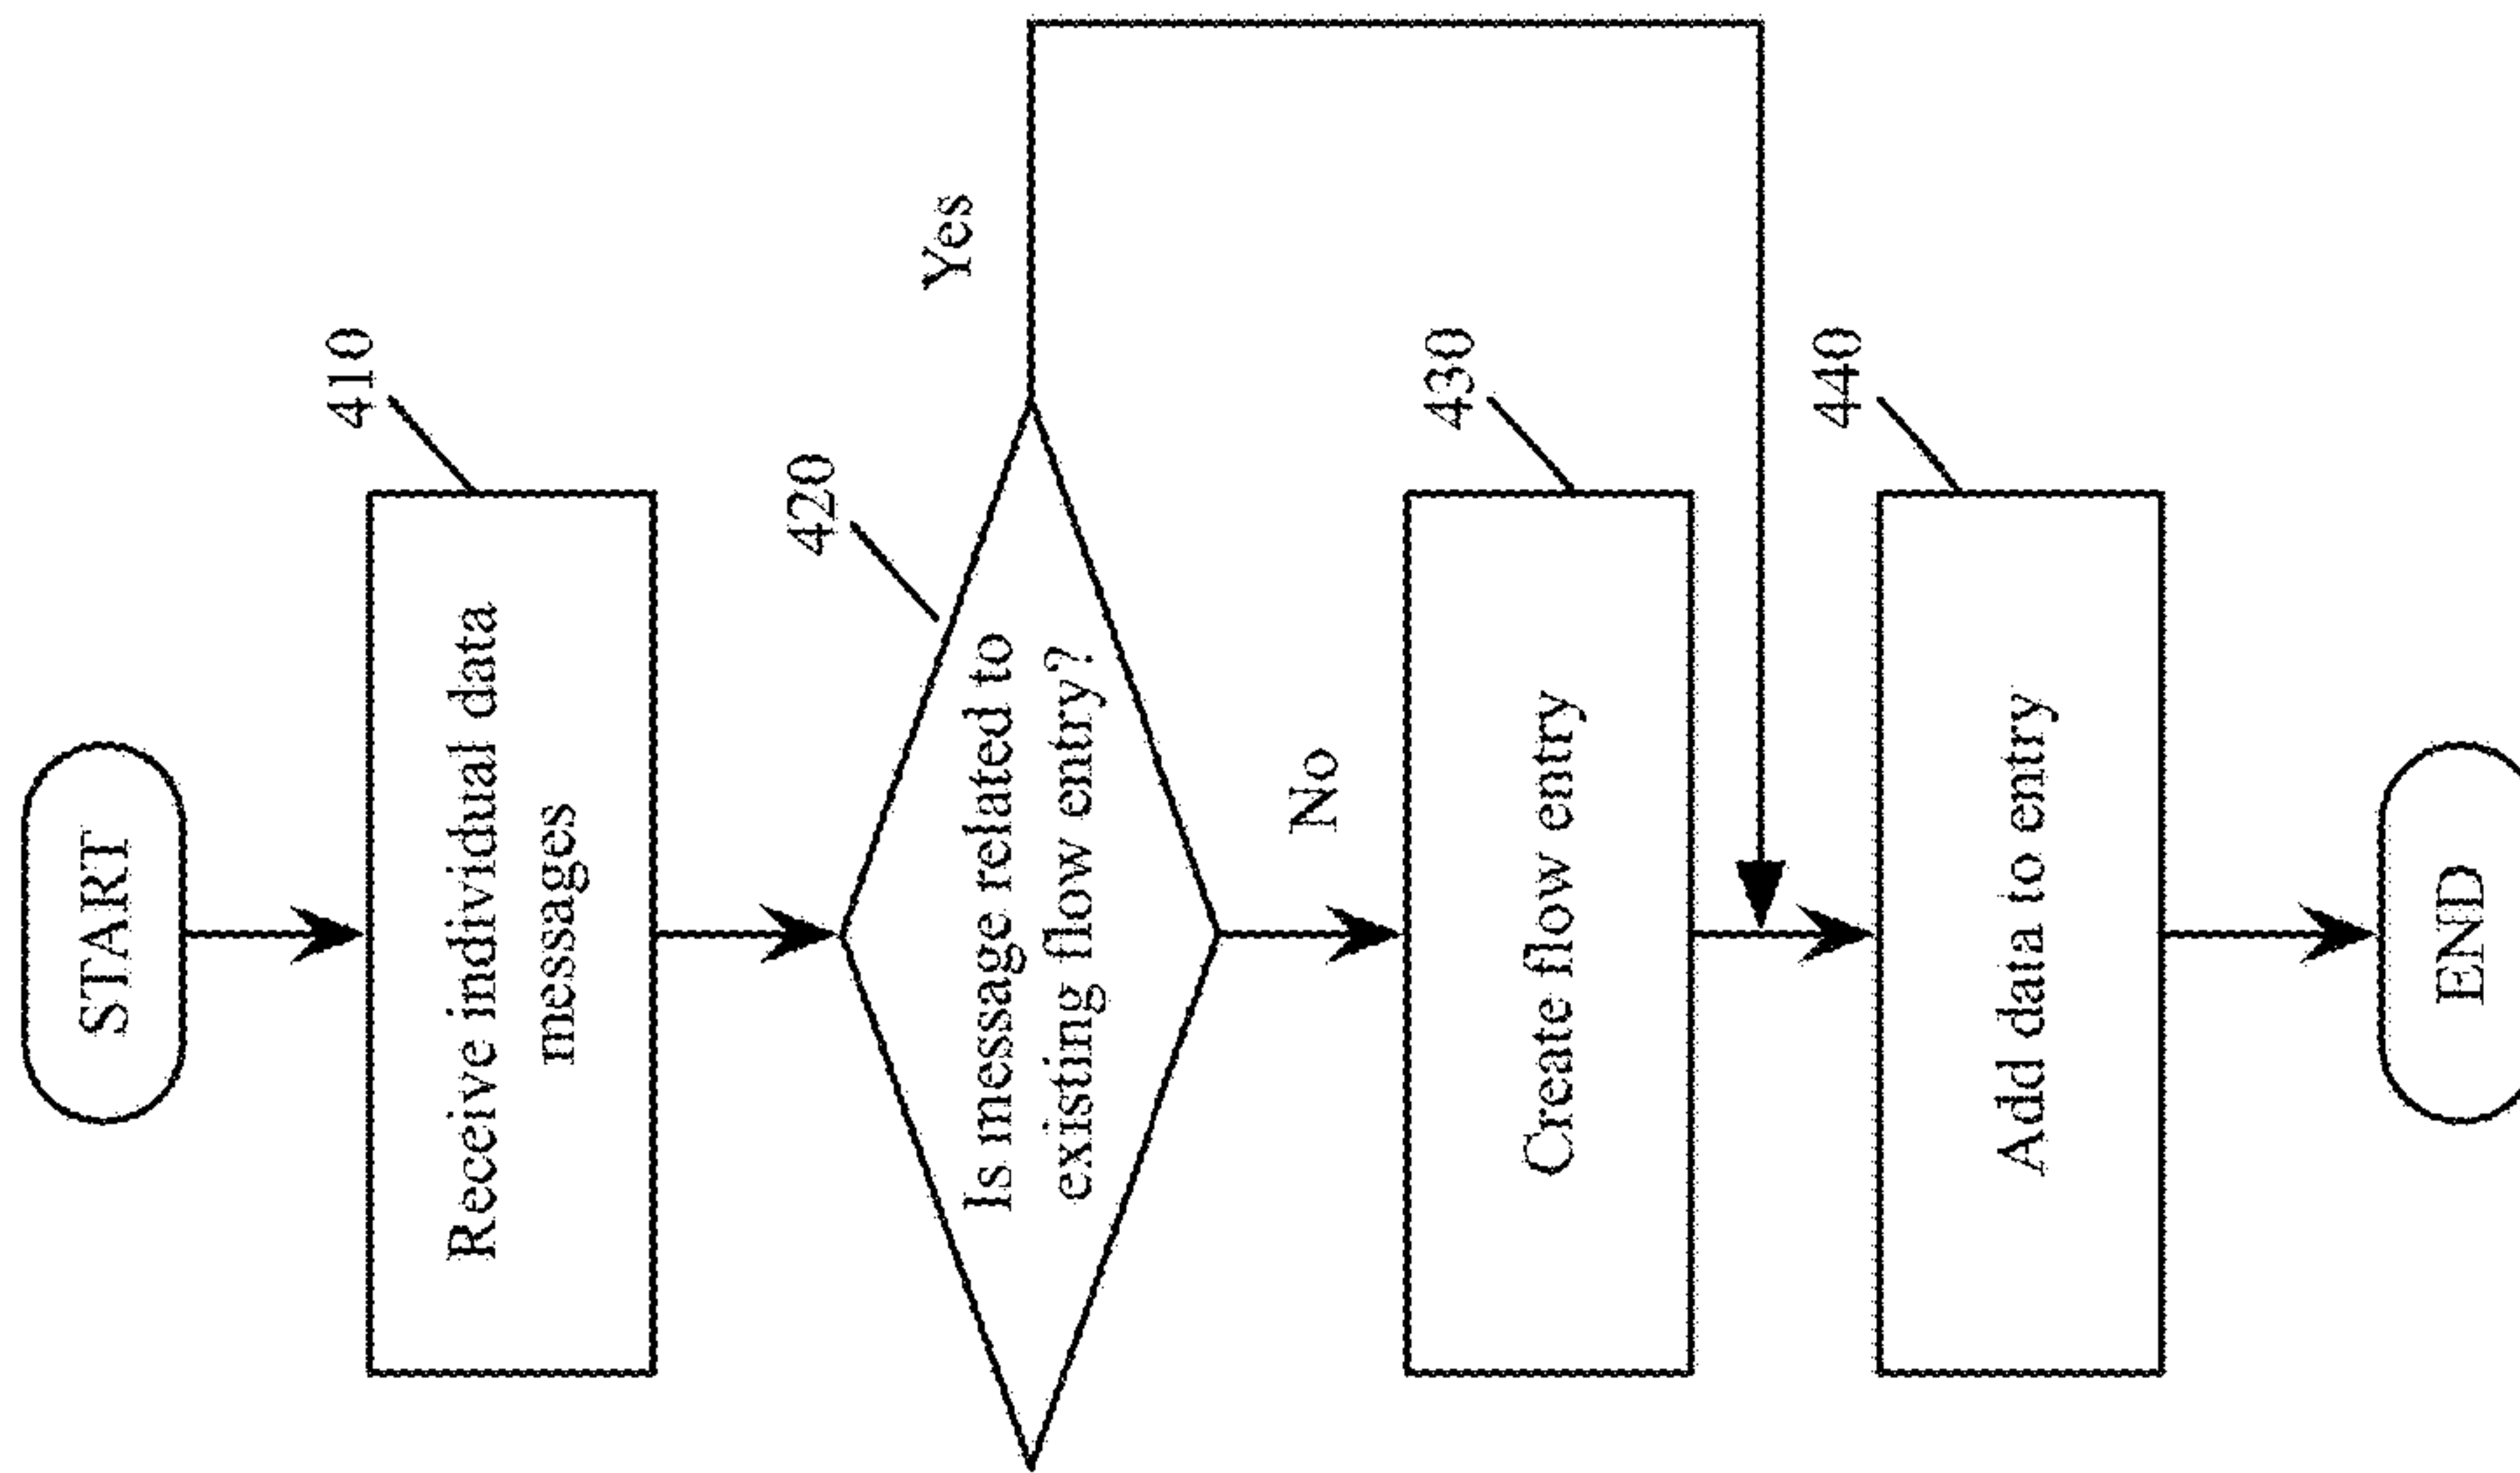 START
410
Receive individual data
messages
420
Is message related to
existing flow entry?
Yes
No
430
Create flow entry
440
Add data to entry
END